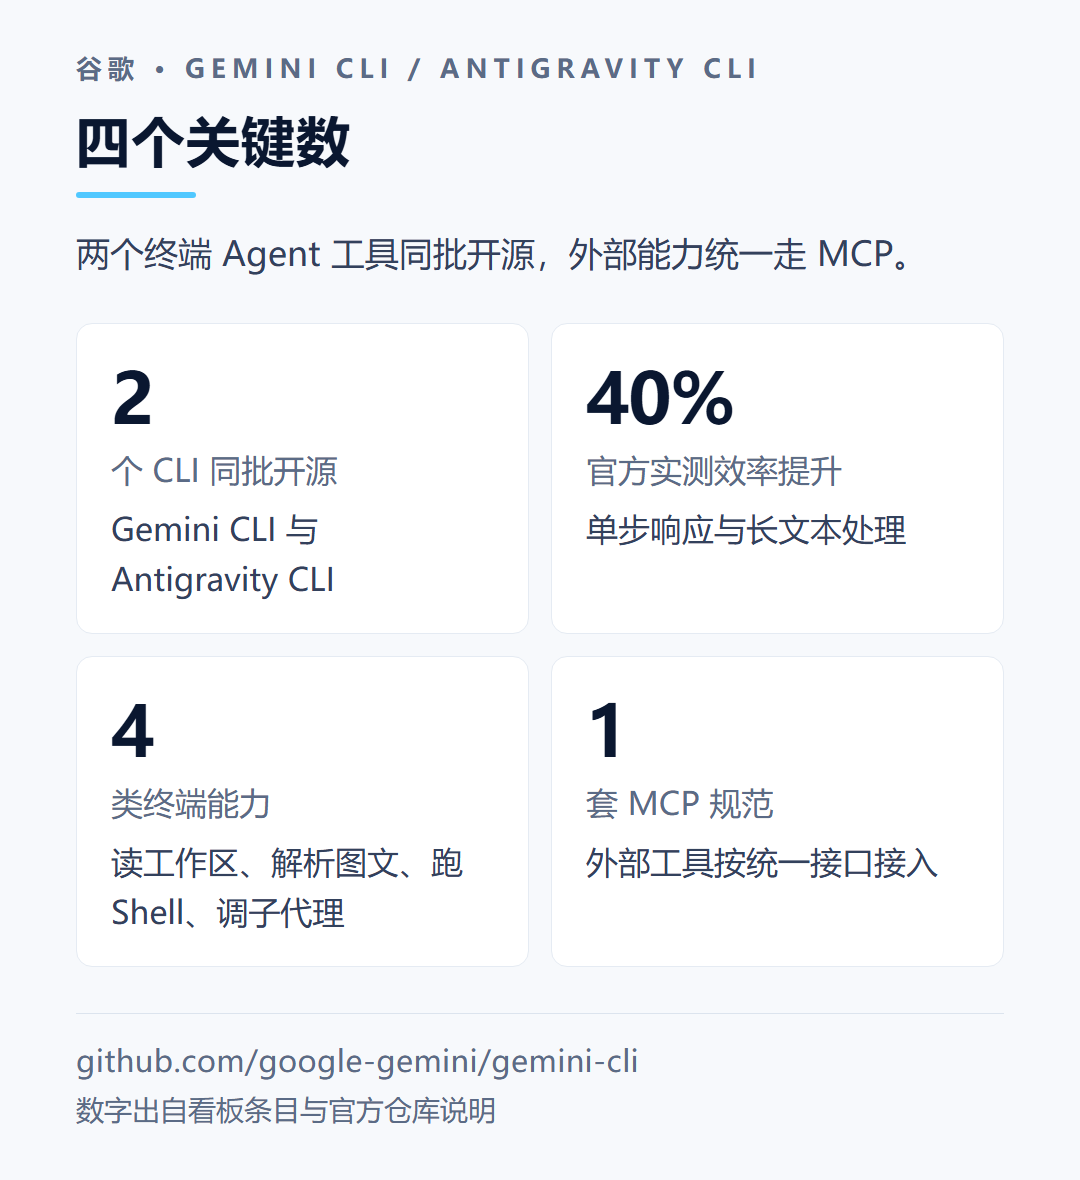 谷歌 • GEMINI CLI / ANTIGRAVITY CLI
四个关键数
两个终端 Agent 工具同批开源，外部能力统一走 MCP。
2
个 CLI 同批开源
Gemini CLI 与
Antigravity CLI
40%
官方实测效率提升
单步响应与长文本处理
4
类终端能力
读工作区、解析图文、跑
Shell、调子代理
1
套 MCP 规范
外部工具按统一接口接入
github.com/google-gemini/gemini-cli
数字出自看板条目与官方仓库说明